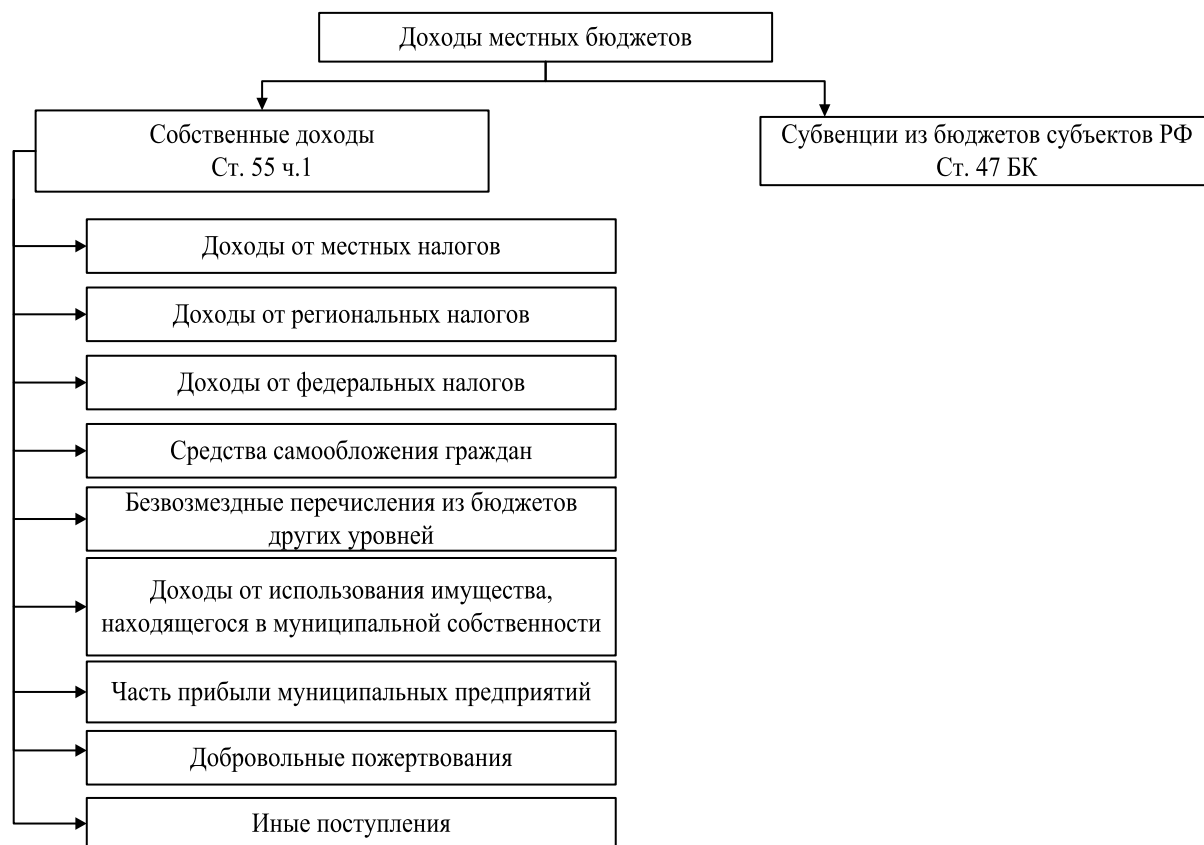 Доходы местных бюджетов
Собственные доходы
Ст. 55 ч.1
Субвенции из бюджетов субъектов РФ
Ст. 47 БК
Доходы от местных налогов
Доходы от региональных налогов
Доходы от федеральных налогов
Средства самообложения граждан
Безвозмездные перечисления из бюджетов
других уровней
Доходы от использования имущества,
находящегося в муниципальной собственности
Часть прибыли муниципальных предприятий
Добровольные пожертвования
Иные поступления